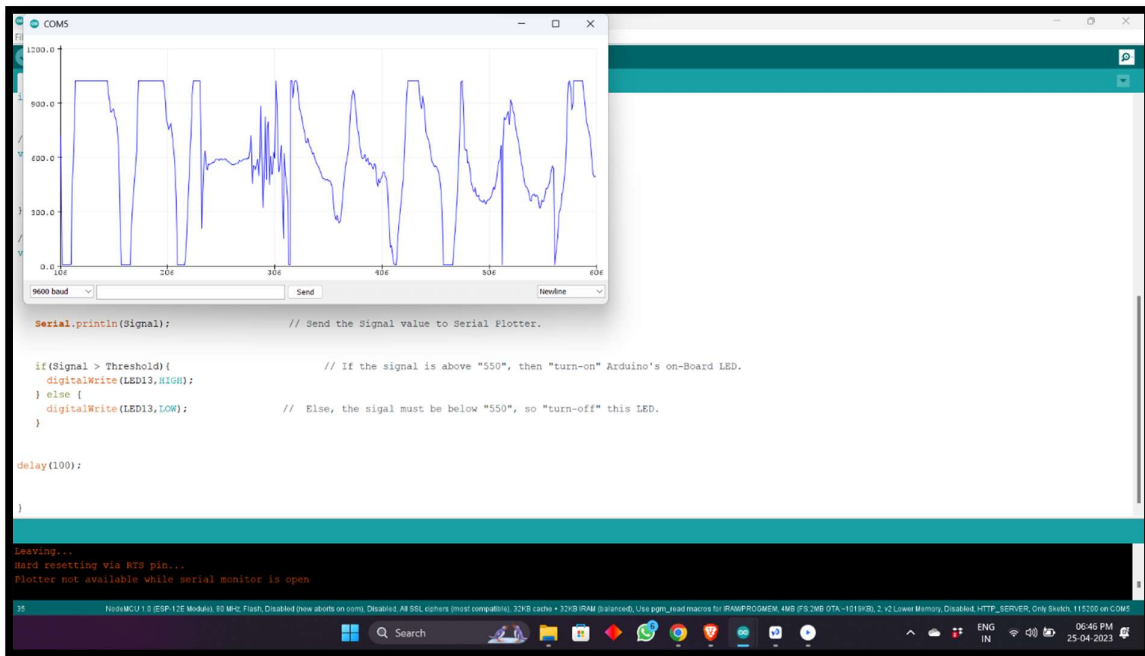 COM5
1200.0
900.0
600.0
300.0
0.0
106 206 306 406 506 606
9600 baud Send Newline
Serial.println(Signal); // Send the Signal value to Serial Plotter.
if(Signal > Threshold){ // If the signal is above "550", then "turn-on" Arduino's on-Board LED.
digitalWrite(LED13,HIGH);
} else {
digitalWrite(LED13,LOW); // Else, the sigal must be below "550", so "turn-off" this LED.
}
delay(100);
}
Leaving...
Hard resetting via RTS pin...
Plotter not available while serial monitor is open
35 NodeMCU 1.0 (ESP-12E Module), 80 MHz, Flash, Disabled (new aborts on oom), Disabled, All SSL ciphers (most compatible), 32KB cache + 32KB IRAM (balanced), Use pgm_read macros for IRAM/PROGMEM, 4MB (FS:2MB OTA:~1019KB), 2, v2 Lower Memory, Disabled, HTTP_SERVER, Only Sketch, 115200 on COM5
Search 6 ENG 06:46 PM
IN 25-04-2023